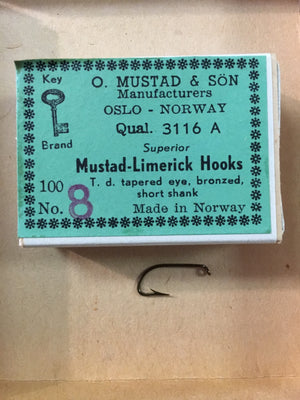 Key
Brand
O. MUSTAD & SÖN
Manufacturers
OSLO - NORWAY
Qual. 3116 A
Superior
Mustad-Limerick Hooks
T. d. tapered eye, bronzed,
short shank
100
No. 8
Made in Norway